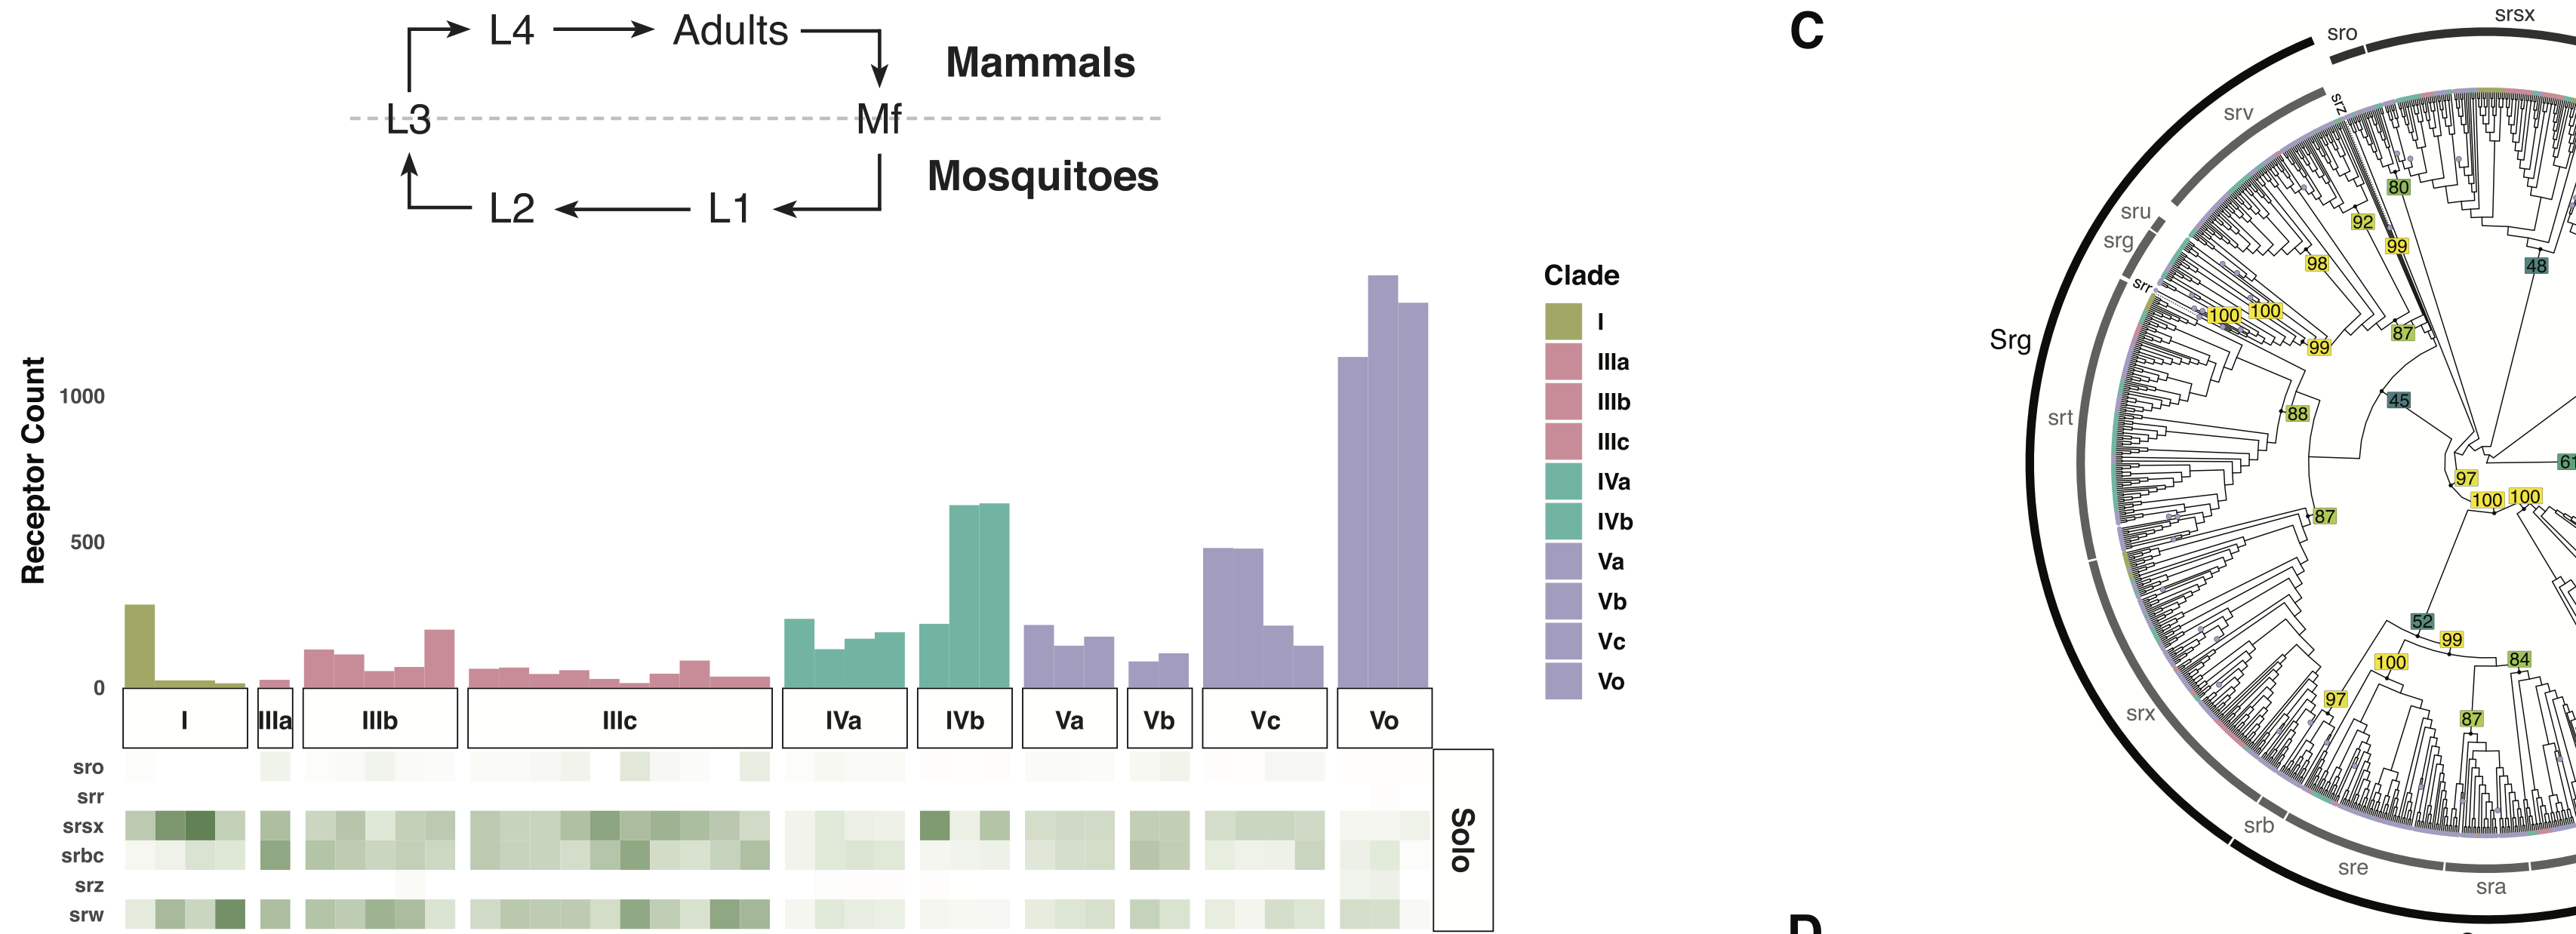 L4
Adults
Mammals
L3
Mf
Mosquitoes
L2
L1
Receptor Count
1000
500
0
I
IIIa
IIIb
IIIc
IVa
IVb
Va
Vb
Vc
Vo
sro
srr
srsx
srbc
srz
srw
Solo
Clade
I
IIIa
IIIb
IIIc
IVa
IVb
Va
Vb
Vc
Vo
C
srsx
sro
srz
srv
sru
srg
srr
Srg
srt
srx
srb
sre
sra
80
92
99
48
98
100
100
87
99
45
88
97
61
100
100
87
52
99
100
84
97
87
D